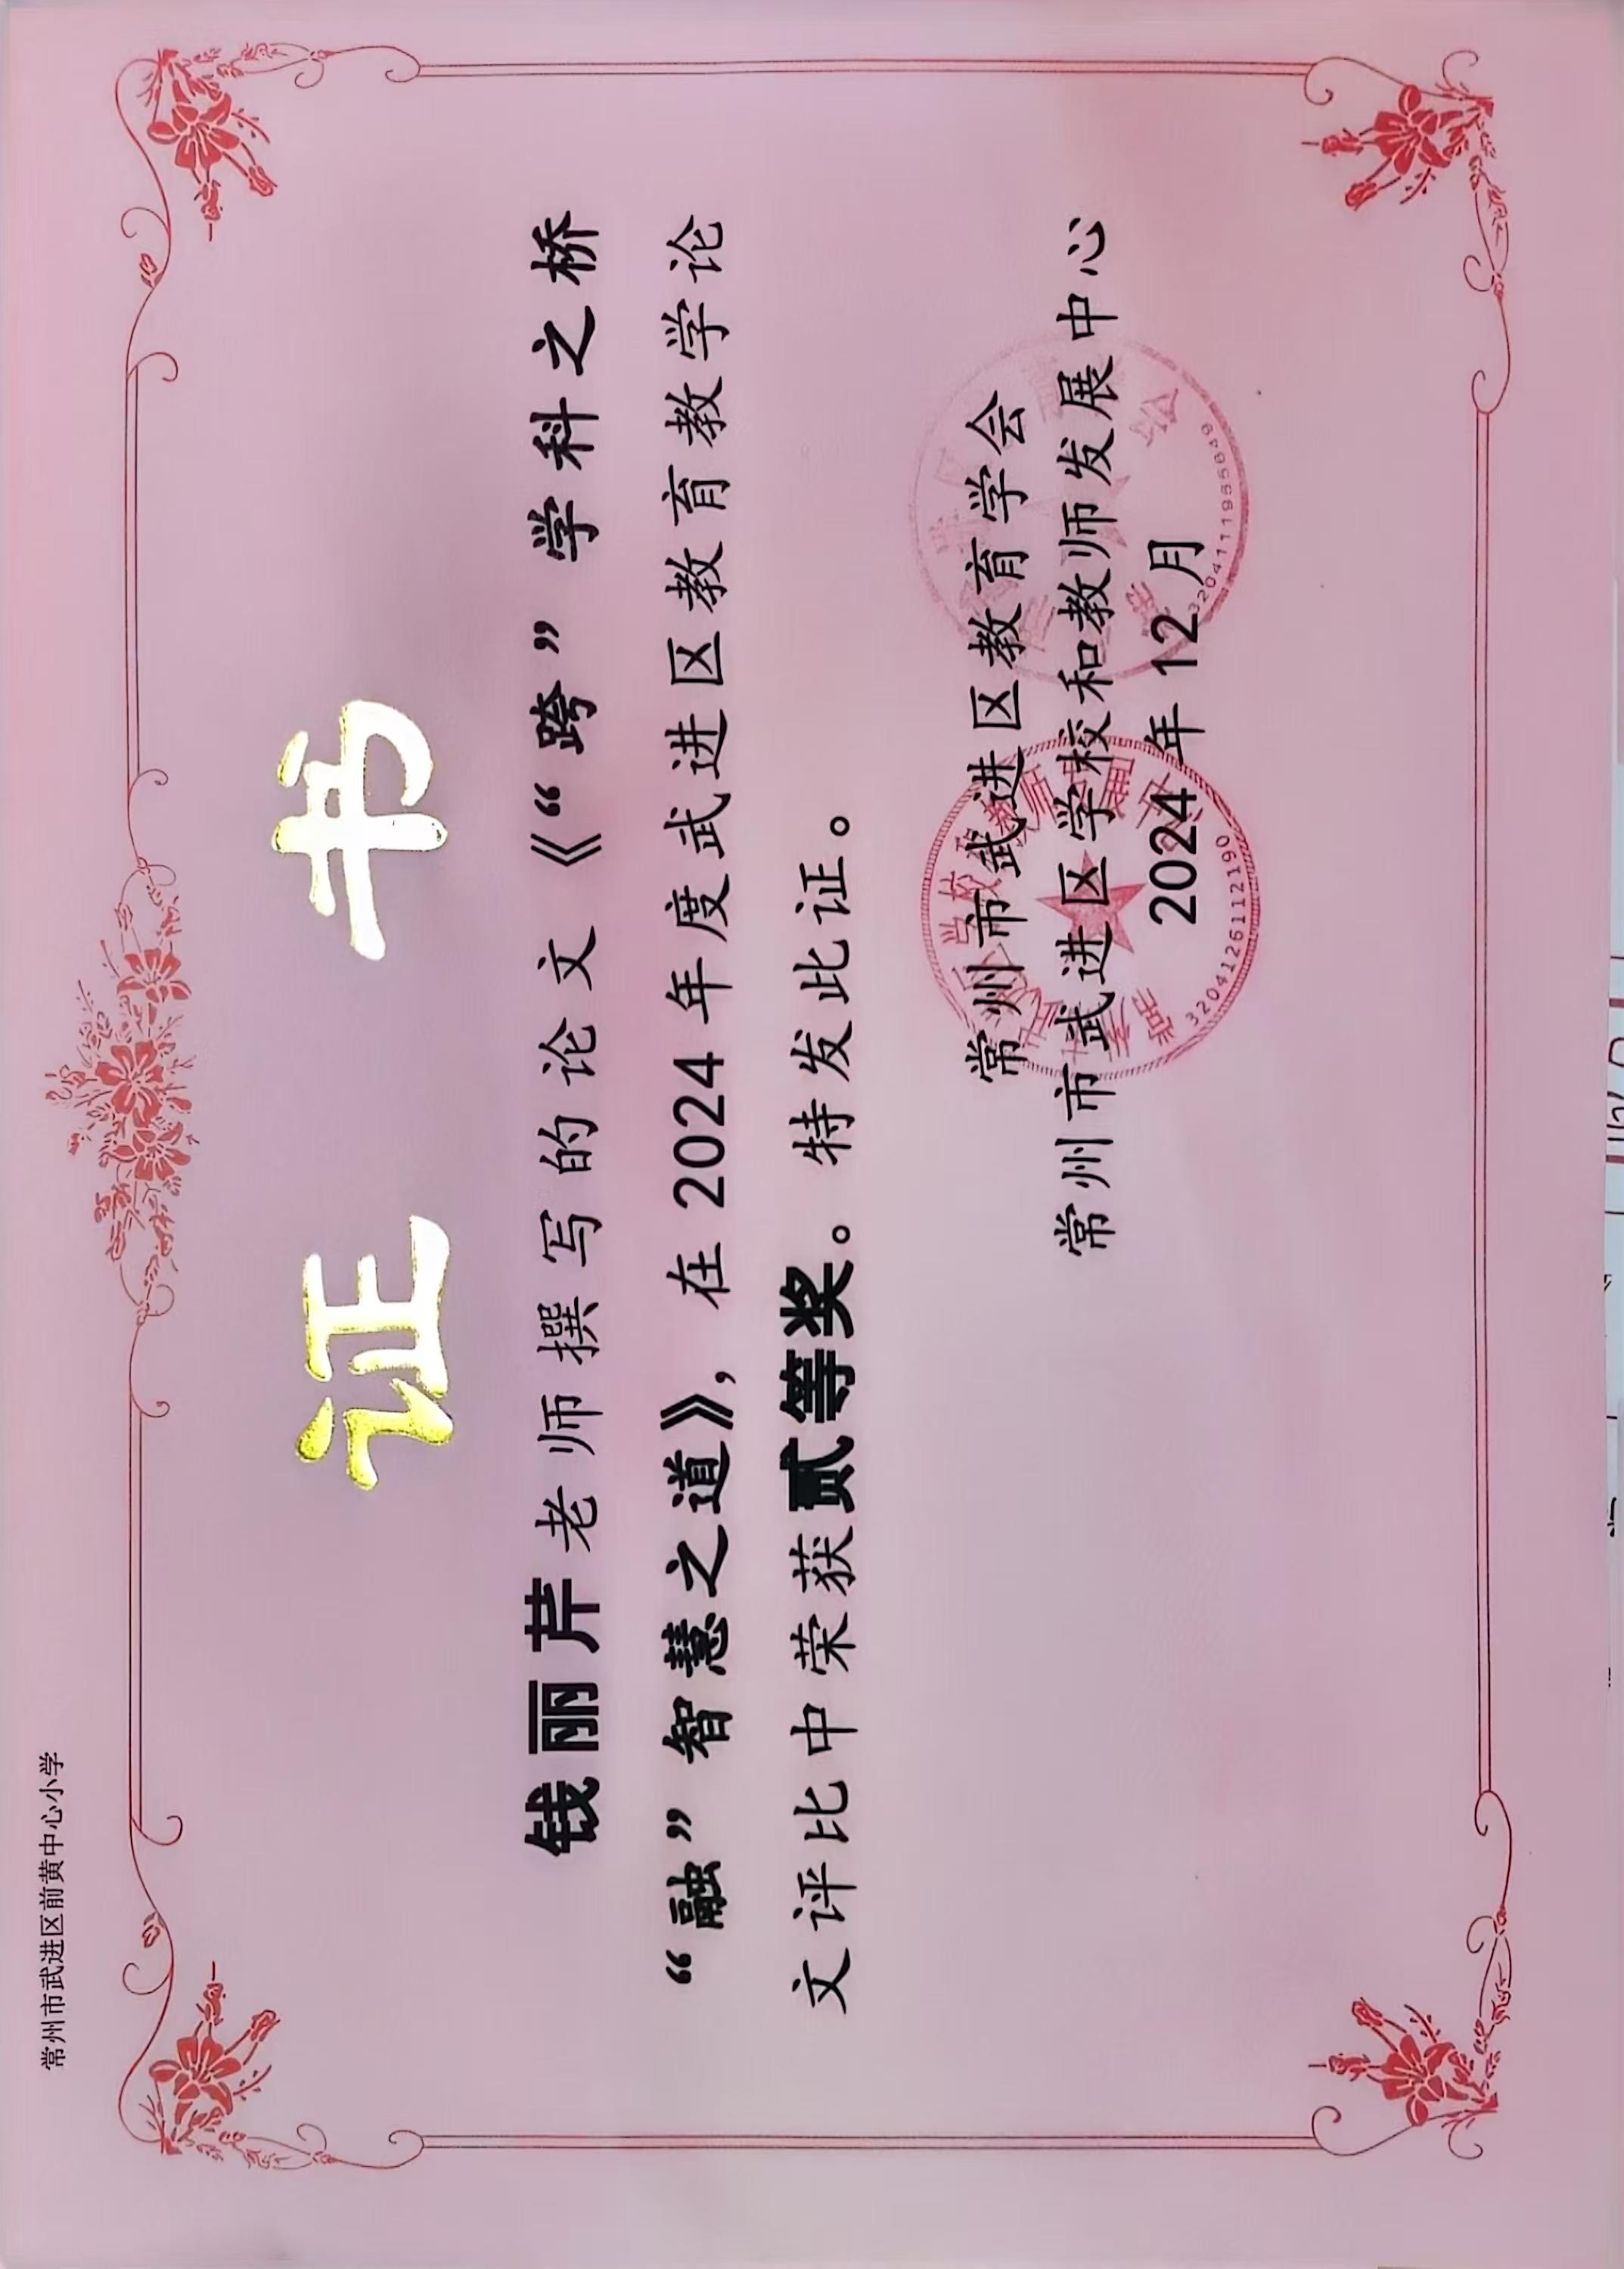 常州市武进区前黄中心小学
证书
钱丽芹老师撰写的论文《“跨”学科之桥
“融”智慧之道》，在2024年度武进区教育教学论
文评比中荣获贰等奖。特发此证。
常州市武进区教育学会
常州市武进区学校和教师发展中心
2024年12月
3204126112190